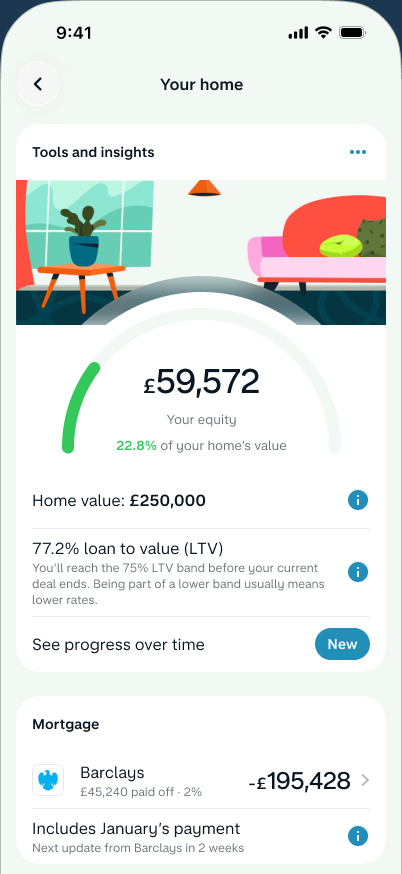 9:41
Your home
Tools and insights
£59,572
Your equity
22.8% of your home's value
Home value: £250,000
77.2% loan to value (LTV)
You'll reach the 75% LTV band before your current
deal ends. Being part of a lower band usually means
lower rates.
See progress over time
New
Mortgage
Barclays
-£195,428
£45,240 paid off · 2%
Includes January's payment
Next update from Barclays in 2 weeks